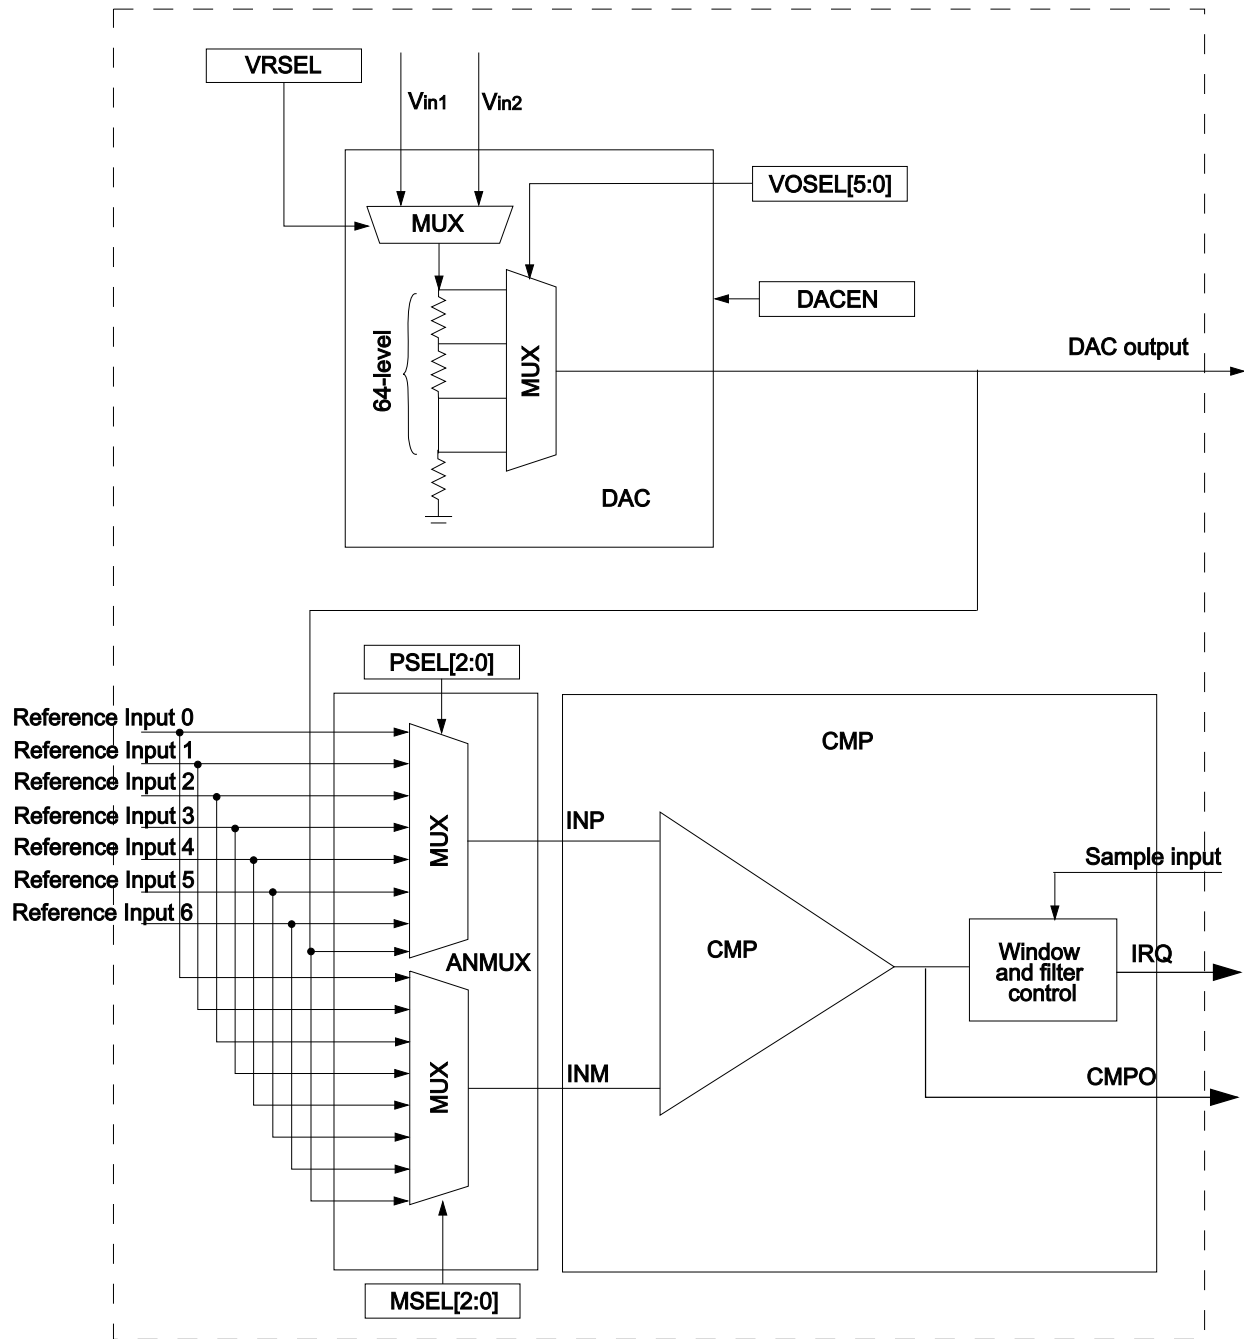 VRSEL
Vin1
Vin2
VOSEL[5:0]
MUX
DACEN
64-level
MUX
DAC output
DAC
PSEL[2:0]
Reference Input 0
Reference Input 1
Reference Input 2
Reference Input 3
Reference Input 4
Reference Input 5
Reference Input 6
MUX
INP
CMP
CMP
Sample input
Window
and filter
control
IRQ
ANMUX
MUX
INM
CMPO
MSEL[2:0]